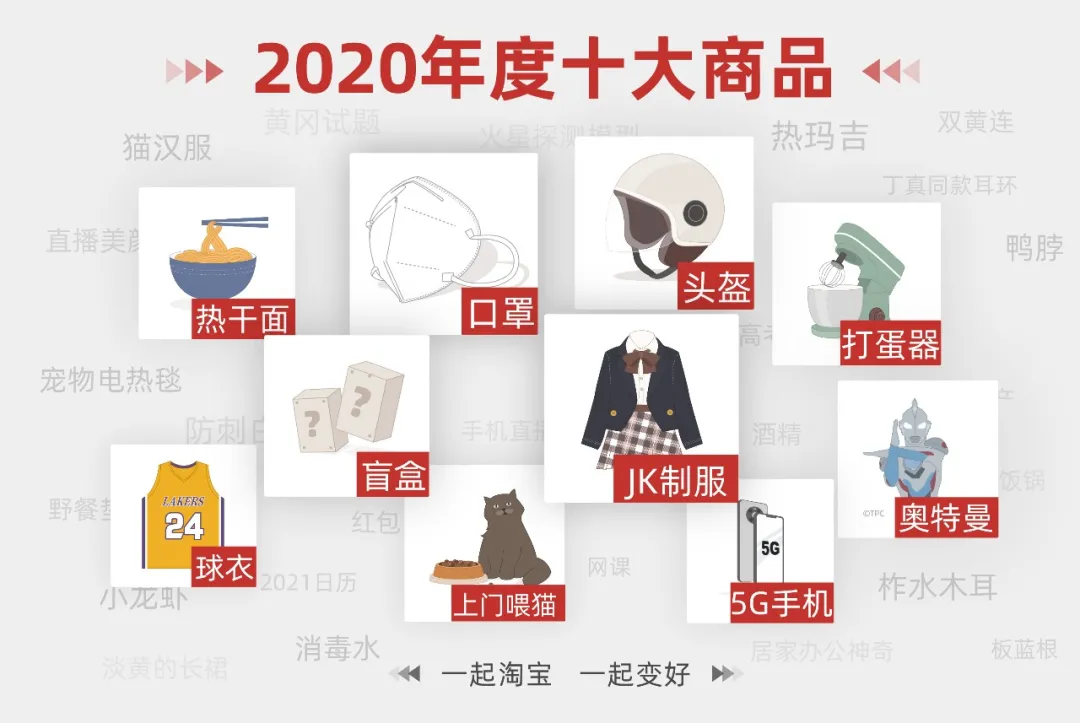 2020年度十大商品
黄冈试题
火星探测模型
双黄连
猫汉服
热玛吉
丁真同款耳环
直播美颜
鸭脖
热干面
口罩
头盔
打蛋器
宠物电热毯
高考
防刺
手机直播
酒精
盲盒
JK制服
LAKERS
24
球衣
野餐垫
红包
5G
©TPC
奥特曼
饭锅
2021日历
上门喂猫
网课
5G手机
柞水木耳
小龙虾
消毒水
居家办公神奇
板蓝根
淡黄的长裙
一起淘宝 一起变好